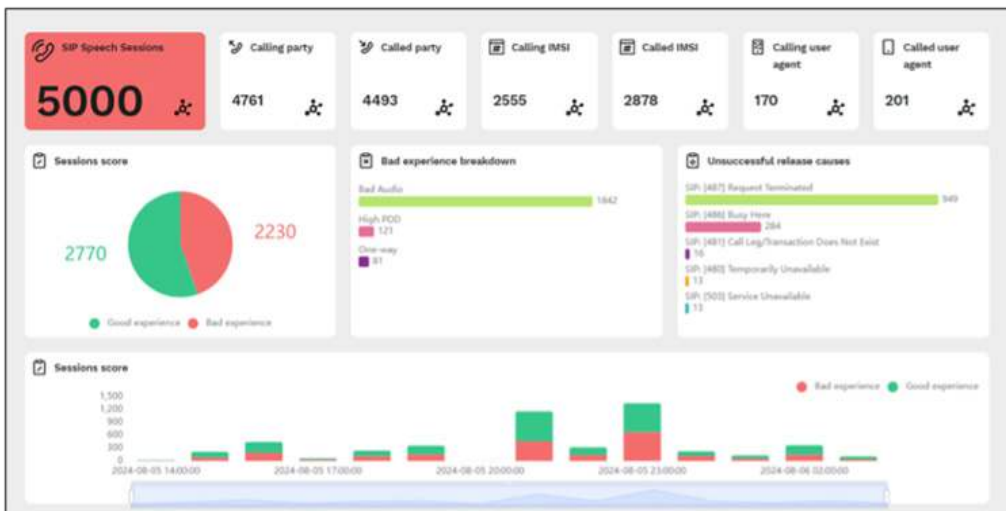 SIP Speech Sessions
5000
Calling party
4761
Called party
4493
Calling IMSI
2555
Called IMSI
2878
Calling user
agent
170
Called user
agent
201
Sessions score
2770
2230
Good experience
Bad experience
Bad experience breakdown
Bad Audio
1842
High PDD
121
One-way
81
Unsuccessful release causes
SIP: [487] Request Terminated
949
SIP: [486] Busy Here
284
SIP: [481] Call Leg/Transaction Does Not Exist
16
SIP: [480] Temporarily Unavailable
13
SIP: [503] Service Unavailable
13
Sessions score
Bad experience
Good experience
1,500
1,200
900
600
300
0
2024-08-05 14:00:00
2024-08-05 17:00:00
2024-08-05 20:00:00
2024-08-05 23:00:00
2024-08-06 02:00:00